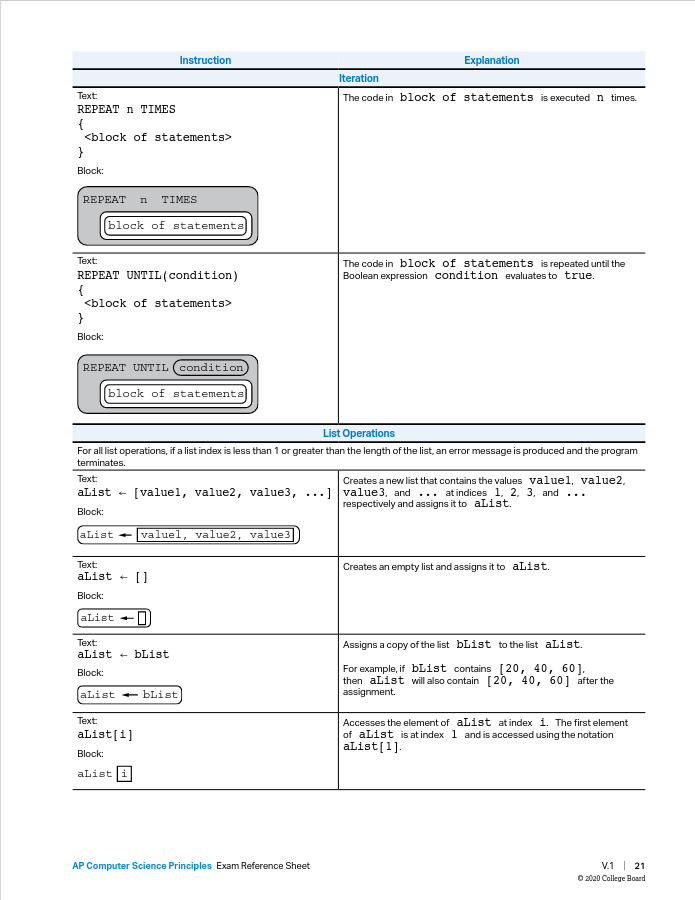 Instruction
Explanation
Iteration
Text:
REPEAT n TIMES
{
<block of statements>
}
Block:
REPEAT n TIMES
block of statements
The code in block of statements is executed n times.
Text:
REPEAT UNTIL(condition)
{
<block of statements>
}
Block:
REPEAT UNTIL condition
block of statements
The code in block of statements is repeated until the
Boolean expression condition evaluates to true.
List Operations
For all list operations, if a list index is less than 1 or greater than the length of the list, an error message is produced and the program
terminates.
Text:
aList ← [value1, value2, value3, ...]
Block:
aList ← value1, value2, value3
Creates a new list that contains the values value1, value2,
value3, and ... at indices 1, 2, 3, and ...
respectively and assigns it to aList.
Text:
aList ← []
Block:
aList ←
Creates an empty list and assigns it to aList.
Text:
aList ← bList
Block:
aList ← bList
Assigns a copy of the list bList to the list aList.
For example, if bList contains [20, 40, 60],
then aList will also contain [20, 40, 60] after the
assignment.
Text:
aList[i]
Block:
aList i
Accesses the element of aList at index i. The first element
of aList is at index 1 and is accessed using the notation
aList[1].
AP Computer Science Principles Exam Reference Sheet
V.1 | 21
© 2020 College Board